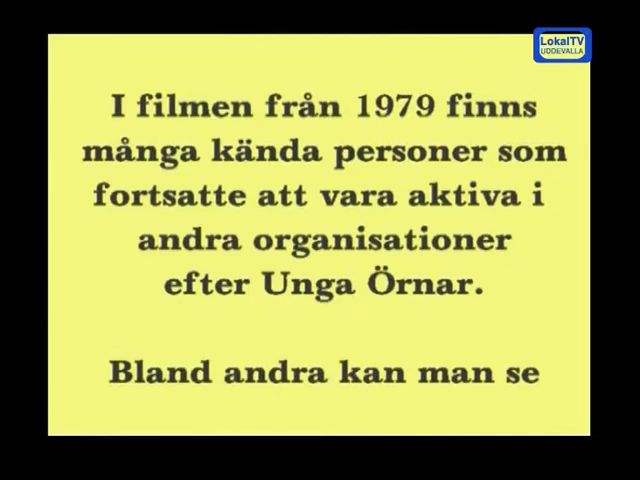 LokalTV
UDDEVALLA
I filmen från 1979 finns
många kända personer som
fortsatte att vara aktiva i
andra organisationer
efter Unga Örnar.
Bland andra kan man se